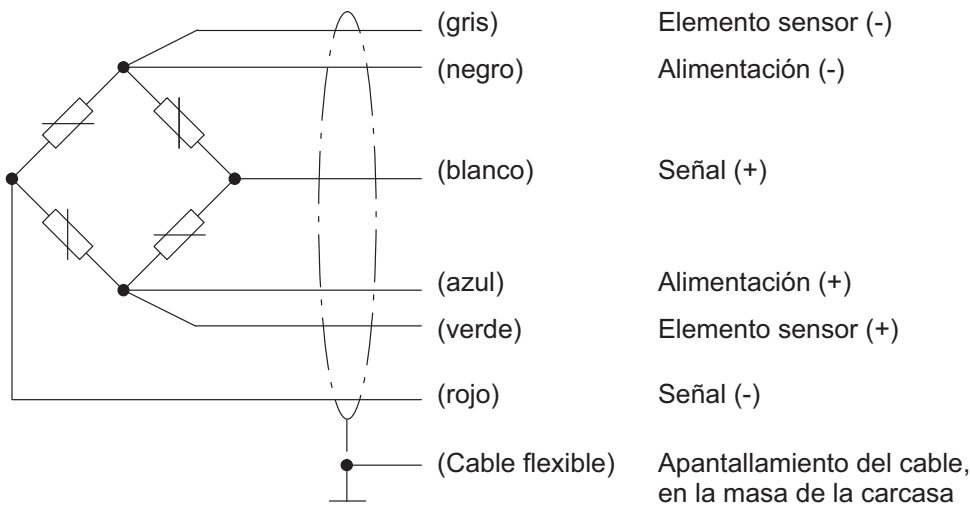 (gris) Elemento sensor (-)
(negro) Alimentación (-)
(blanco) Señal (+)
(azul) Alimentación (+)
(verde) Elemento sensor (+)
(rojo) Señal (-)
(Cable flexible) Apantallamiento del cable,
en la masa de la carcasa